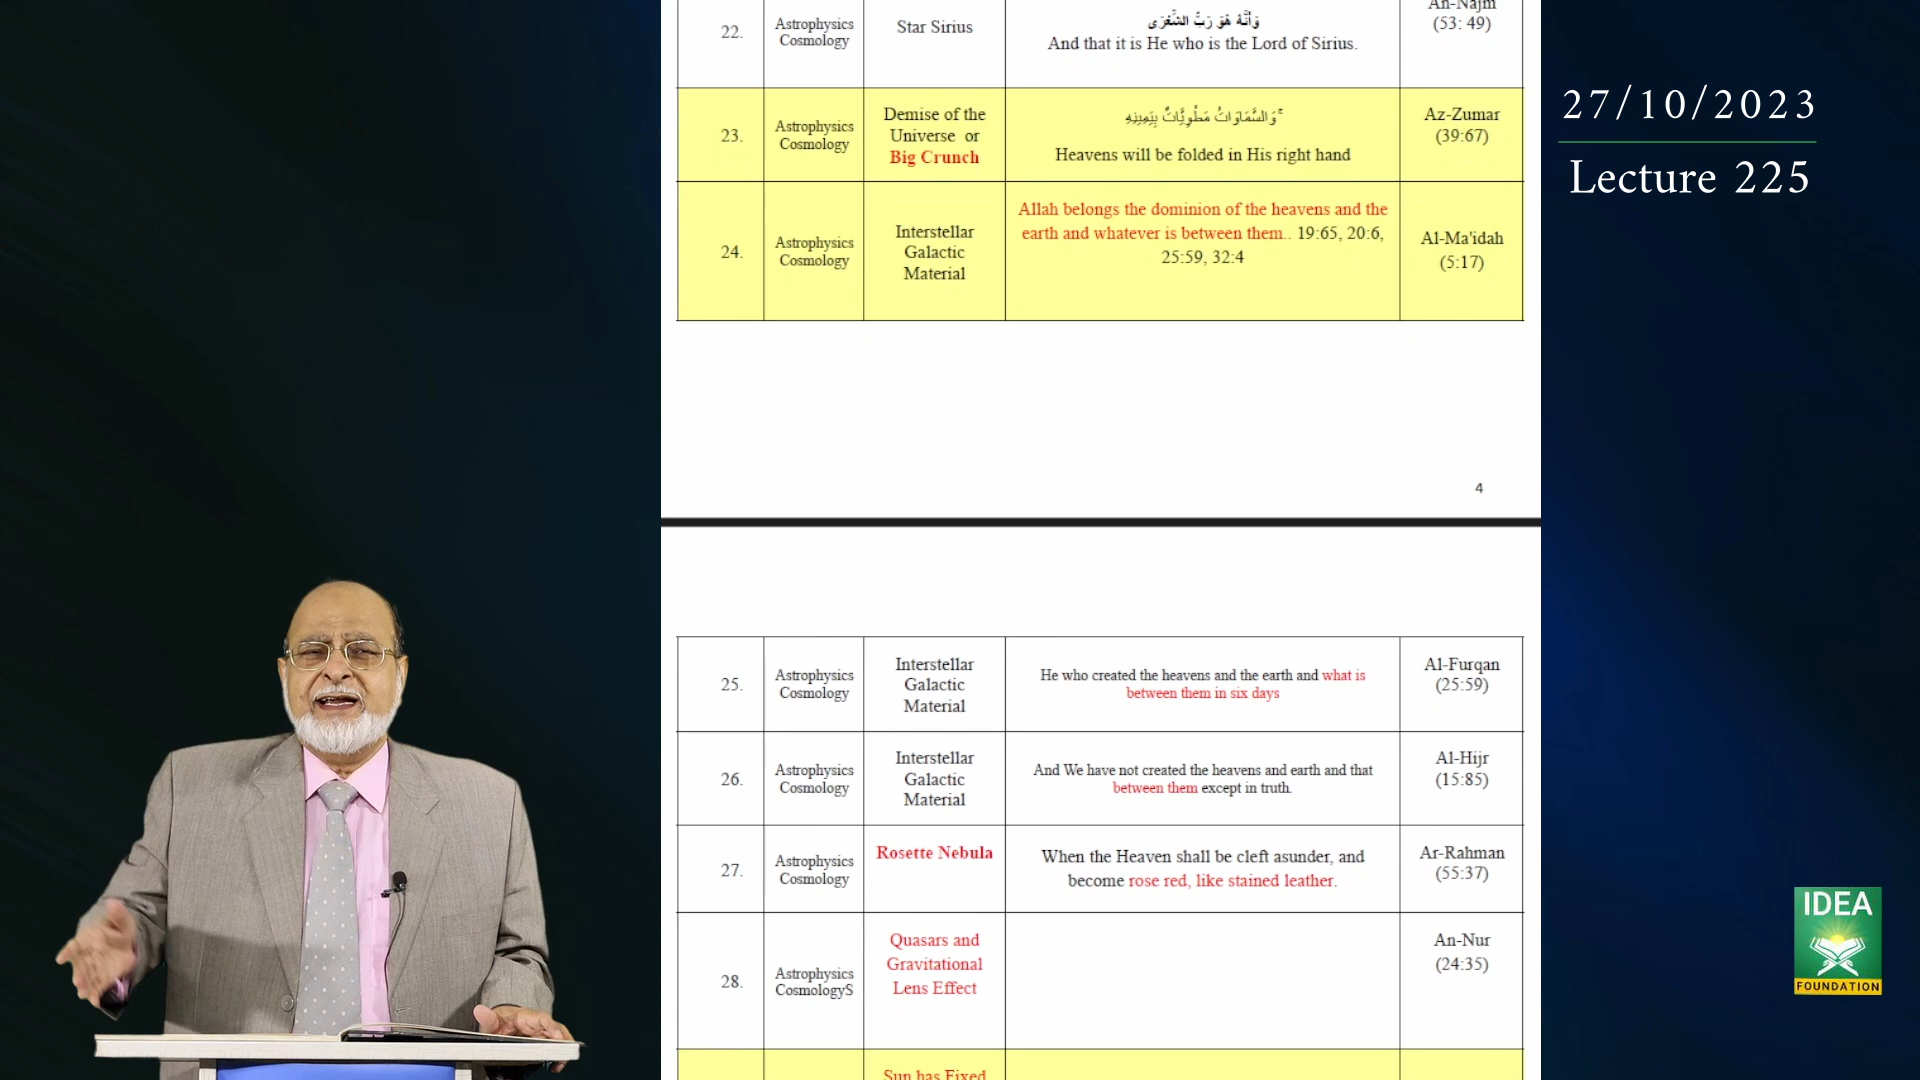 22.
Astrophysics
Cosmology
Star Sirius
وَأَنَّهُ هُوَ رَبُّ الشِّعْرَى
And that it is He who is the Lord of Sirius.
An-Najm
(53: 49)
23.
Astrophysics
Cosmology
Demise of the
Universe or
Big Crunch
وَالسَّمَاوَاتُ مَطْوِيَّاتٌ بِيَمِينِهِ ۚ
Heavens will be folded in His right hand
Az-Zumar
(39:67)
24.
Astrophysics
Cosmology
Interstellar
Galactic
Material
Allah belongs the dominion of the heavens and the
earth and whatever is between them.. 19:65, 20:6,
25:59, 32:4
Al-Ma'idah
(5:17)
4
25.
Astrophysics
Cosmology
Interstellar
Galactic
Material
He who created the heavens and the earth and what is
between them in six days
Al-Furqan
(25:59)
26.
Astrophysics
Cosmology
Interstellar
Galactic
Material
And We have not created the heavens and earth and that
between them except in truth.
Al-Hijr
(15:85)
27.
Astrophysics
Cosmology
Rosette Nebula
When the Heaven shall be cleft asunder, and
become rose red, like stained leather.
Ar-Rahman
(55:37)
28.
Astrophysics
CosmologyS
Quasars and
Gravitational
Lens Effect
An-Nur
(24:35)
Sun has Fixed
27/10/2023
Lecture 225
IDEA
FOUNDATION